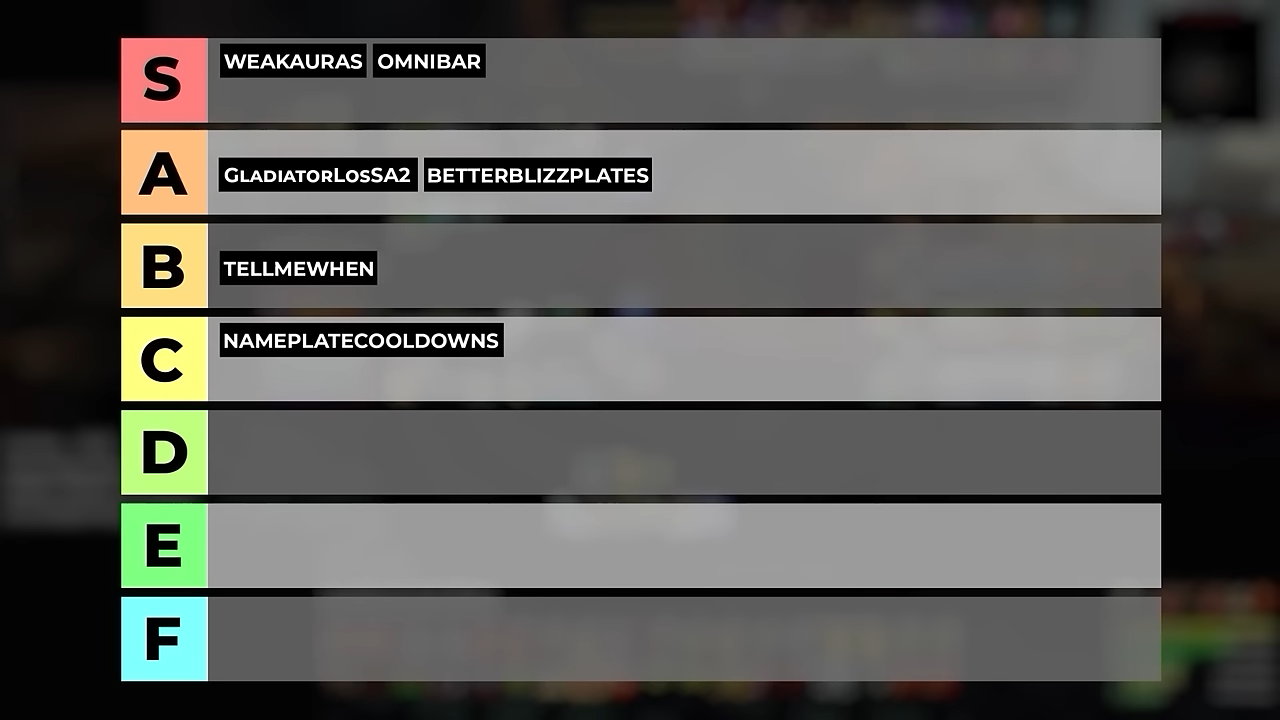 S WEAKAURAS OMNIBAR
A GLADIATORLOSSA2 BETTERBLIZZPLATES
B TELLMEWHEN
C NAMEPLATECOOLDOWNS
D
E
F